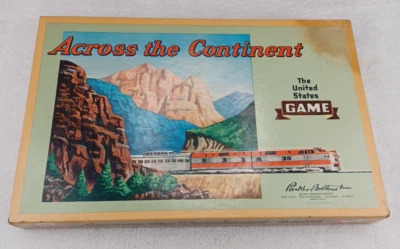 Across the Continent
The
United
States
GAME
Parker Brothers Inc